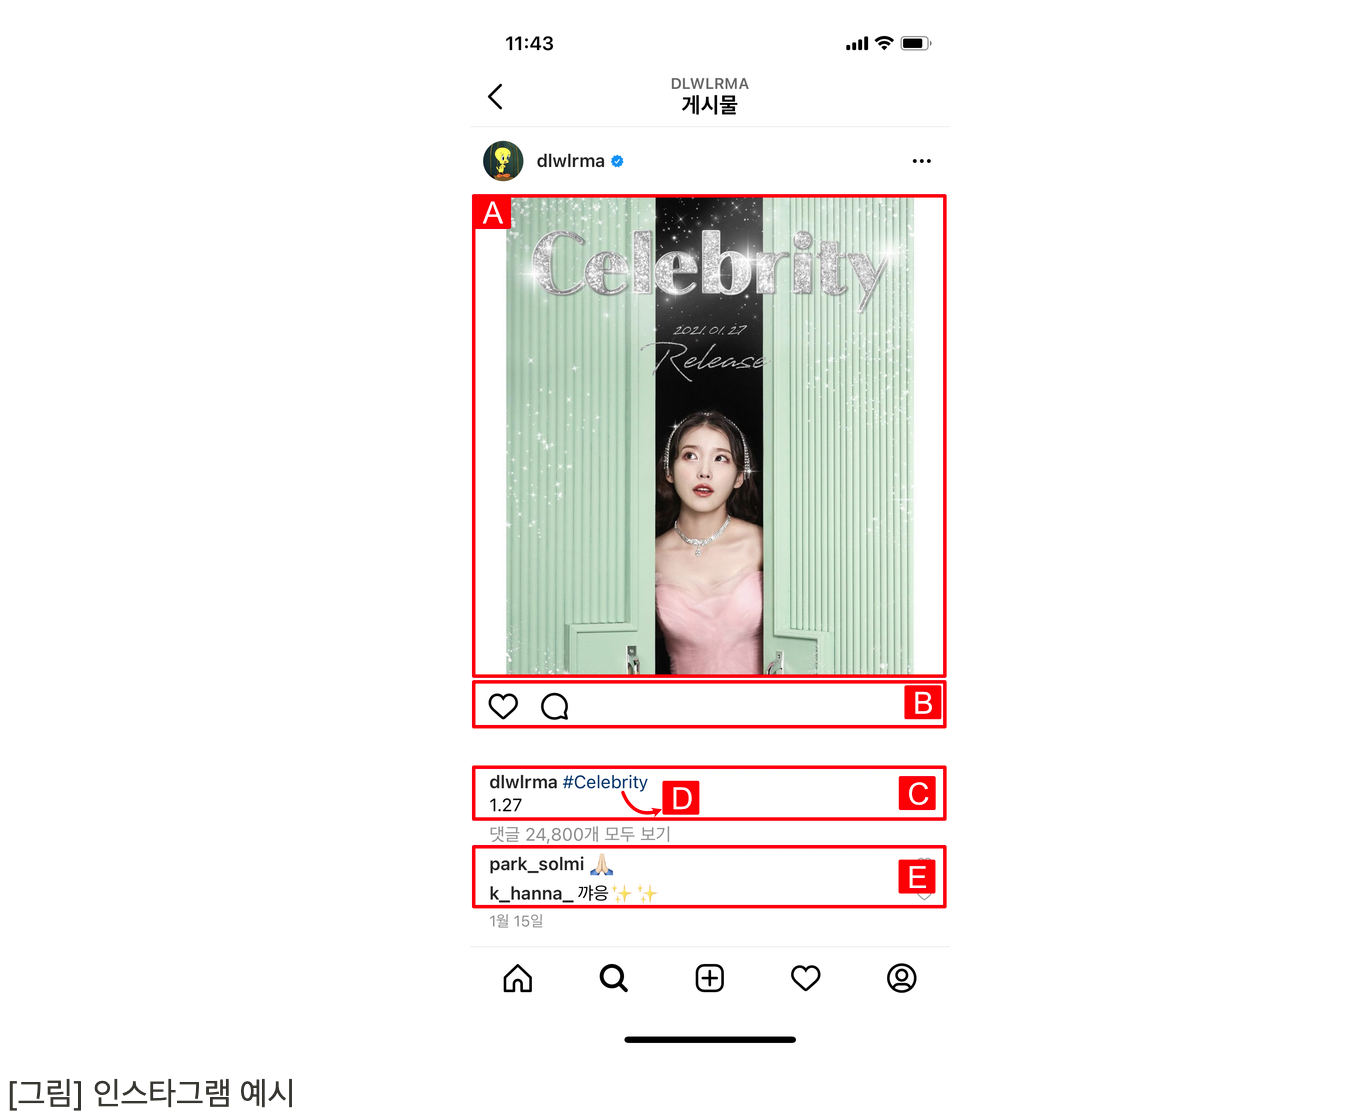 11:43
DLWLRMA
게시물
dlwlrma
A
Celebrity
2021.01.27
Release
B
dlwlrma #Celebrity
1.27
C
D
댓글 24,800개 모두 보기
park_solmi 🙏🏻
k_hanna_ 꺄응✨✨
E
1월 15일
[그림] 인스타그램 예시